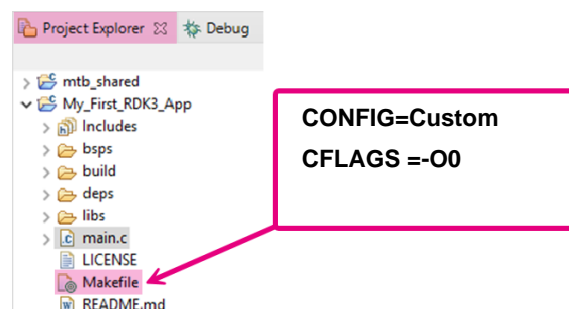 Project Explorer Debug
mtb_shared
My_First_RDK3_App
Includes
bsps
build
deps
libs
main.c
LICENSE
Makefile
README.md
CONFIG=Custom
CFLAGS =-O0